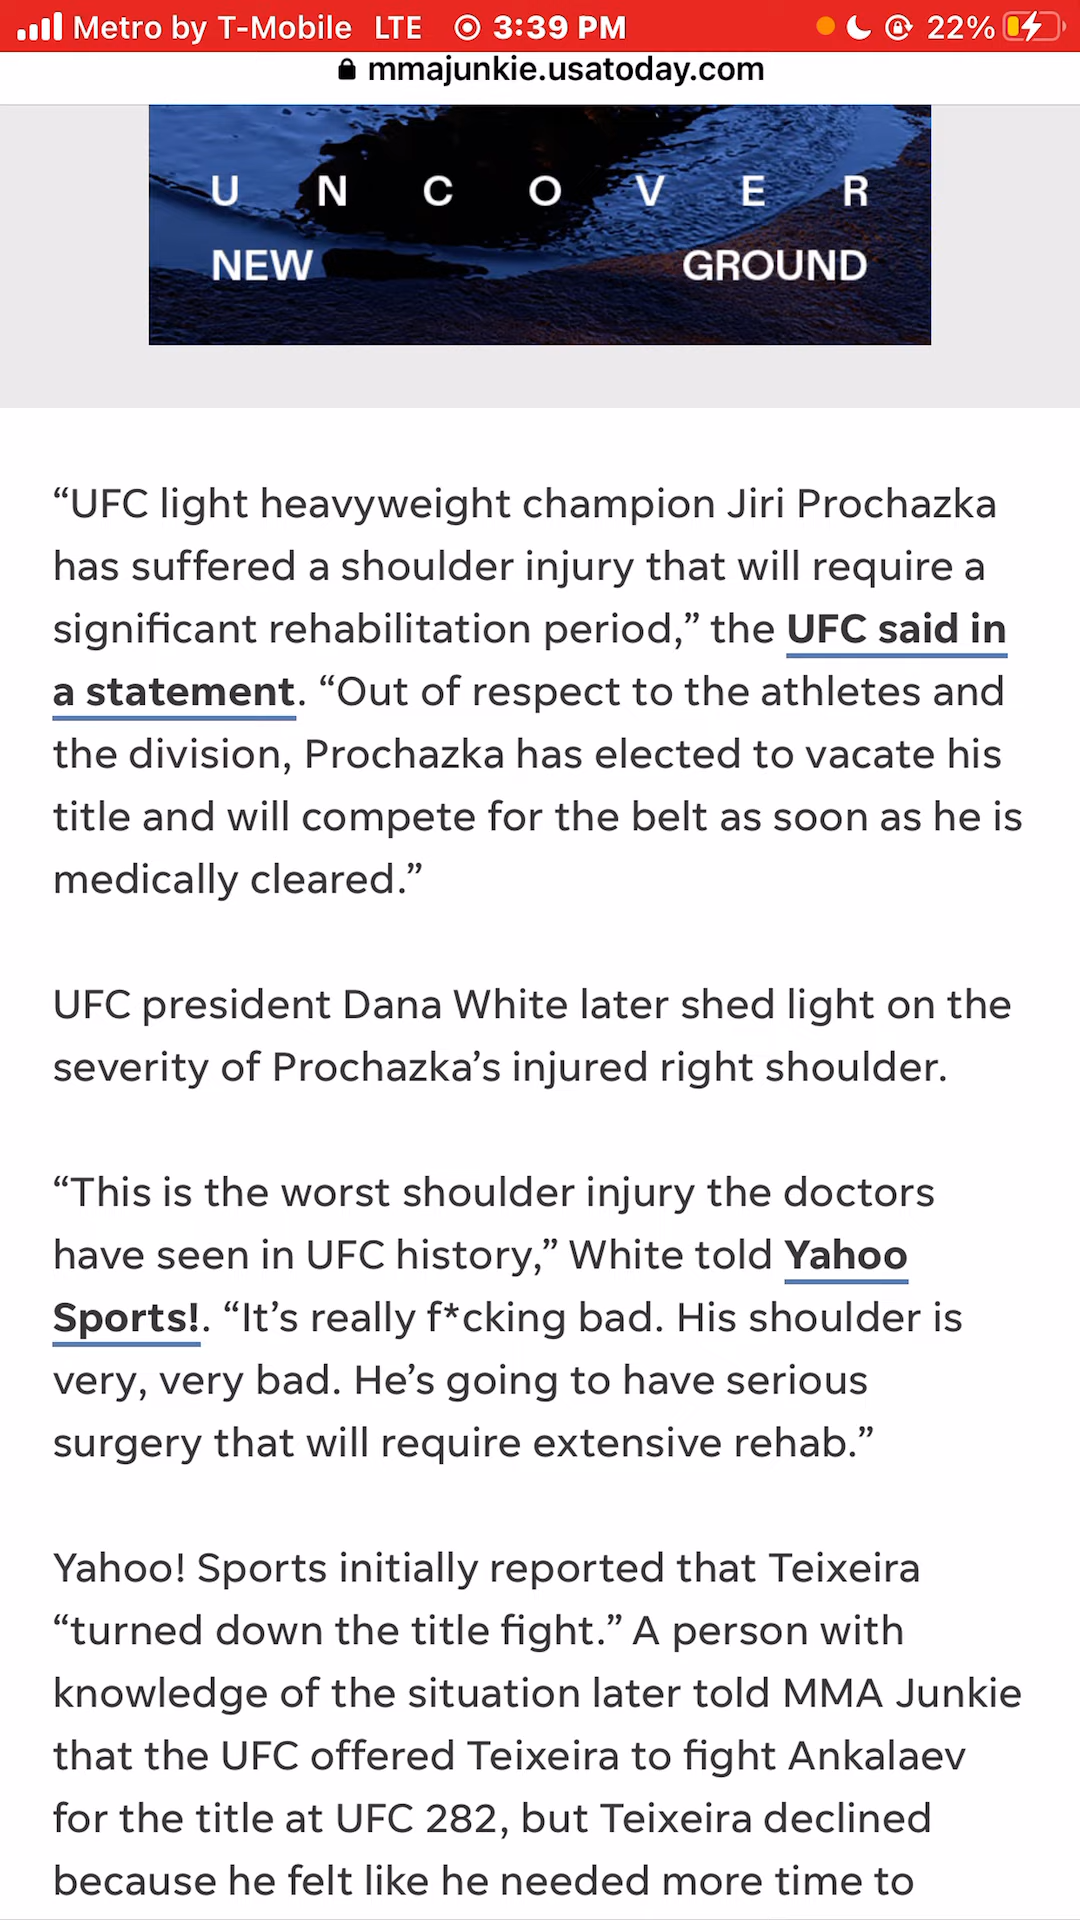 Metro by T-Mobile LTE 3:39 PM 22%
mmajunkie.usatoday.com
UNCOVER
NEW GROUND
“UFC light heavyweight champion Jiri Prochazka
has suffered a shoulder injury that will require a
significant rehabilitation period,” the UFC said in
a statement. “Out of respect to the athletes and
the division, Prochazka has elected to vacate his
title and will compete for the belt as soon as he is
medically cleared.”
UFC president Dana White later shed light on the
severity of Prochazka’s injured right shoulder.
“This is the worst shoulder injury the doctors
have seen in UFC history,” White told Yahoo
Sports!. “It’s really f*cking bad. His shoulder is
very, very bad. He’s going to have serious
surgery that will require extensive rehab.”
Yahoo! Sports initially reported that Teixeira
“turned down the title fight.” A person with
knowledge of the situation later told MMA Junkie
that the UFC offered Teixeira to fight Ankalaev
for the title at UFC 282, but Teixeira declined
because he felt like he needed more time to